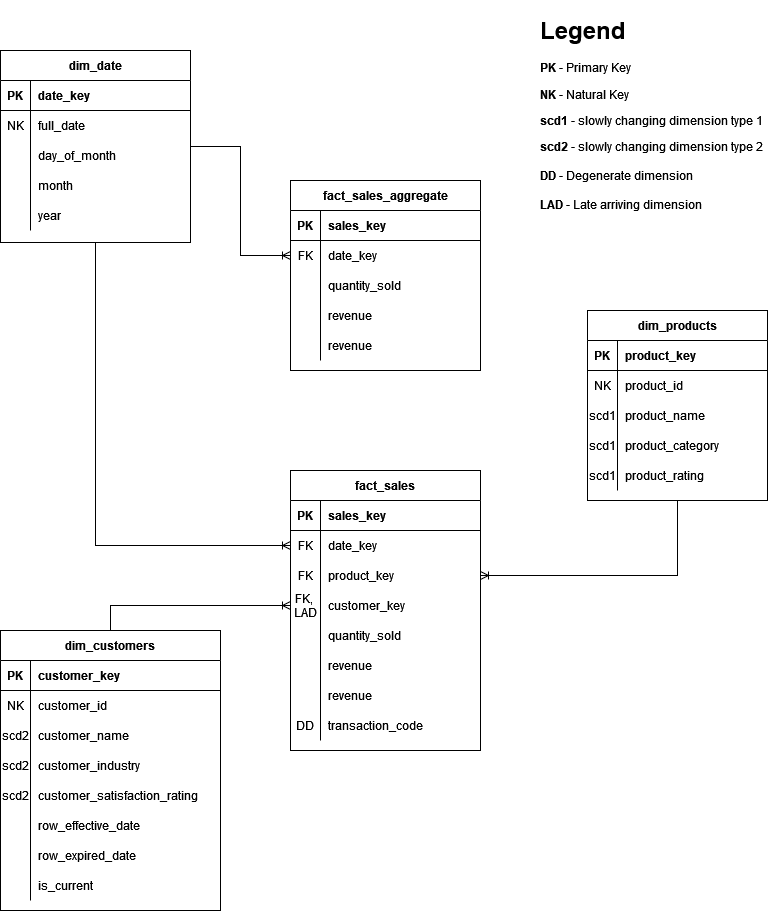 Legend
PK - Primary Key
NK - Natural Key
scd1 - slowly changing dimension type 1
scd2 - slowly changing dimension type 2
DD - Degenerate dimension
LAD - Late arriving dimension
dim_date
PK date_key
NK full_date
day_of_month
month
year
fact_sales_aggregate
PK sales_key
FK date_key
quantity_sold
revenue
revenue
dim_products
PK product_key
NK product_id
scd1 product_name
scd1 product_category
scd1 product_rating
fact_sales
PK sales_key
FK date_key
FK product_key
FK,
LAD customer_key
quantity_sold
revenue
revenue
DD transaction_code
dim_customers
PK customer_key
NK customer_id
scd2 customer_name
scd2 customer_industry
scd2 customer_satisfaction_rating
row_effective_date
row_expired_date
is_current